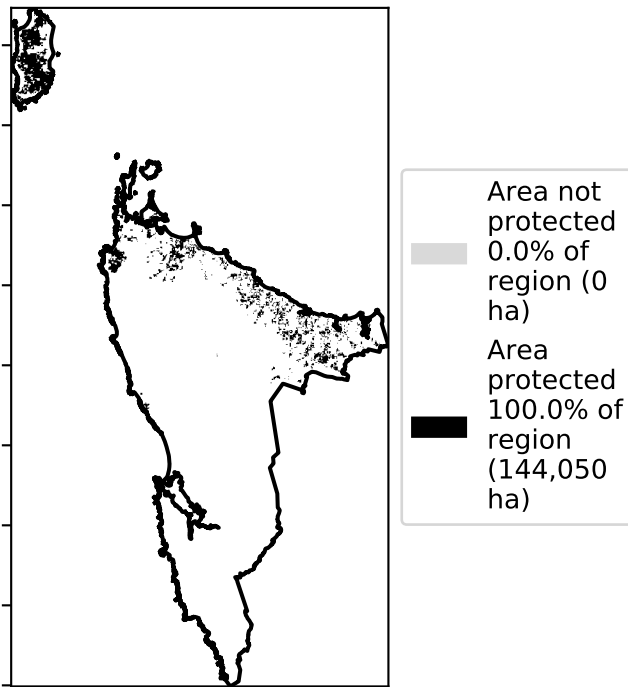 Area not
protected
0.0% of
region (0
ha)
Area
protected
100.0% of
region
(144,050
ha)